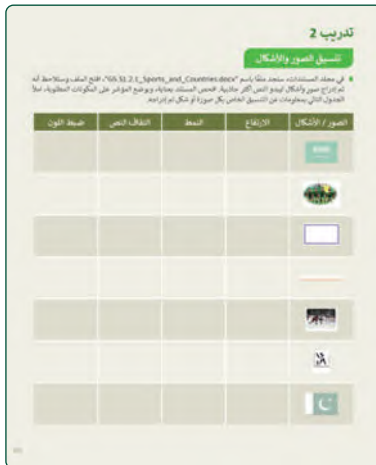 تدريب 2
تنسيق الصور والأشكال
في مجلد المستندات، ستجد ملفًا باسم "G5.S1.2.1_Sports_and_Countries.docx"، افتح الملف وستلاحظ أنه
تم إدراج صور وأشكال ليبدو النص أكثر جاذبية. افحص المستند بعناية، وبوضع المؤشر على المكونات المطلوبة، املأ
الجدول التالي بمعلومات عن التنسيق الخاص بكل صورة أو شكل تم إدراجه.
الصور / الأشكال الارتفاع النمط التفاف النص ضبط اللون